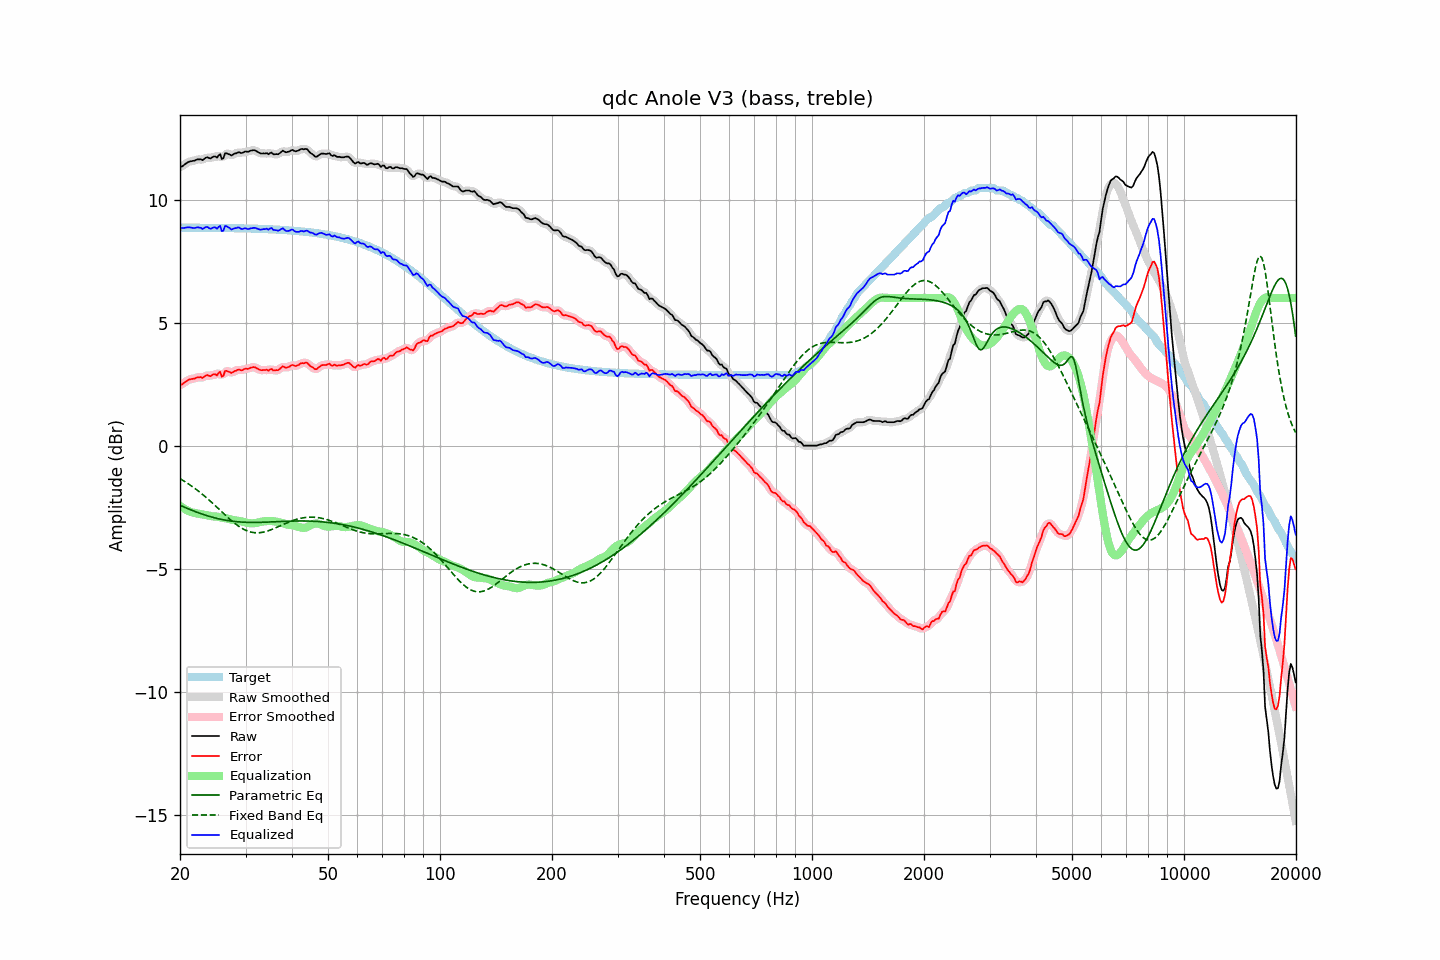 qdc Anole V3 (bass, treble)
Amplitude (dBr)
10
5
0
−5
−10
−15
Target
Raw Smoothed
Error Smoothed
Raw
Error
Equalization
Parametric Eq
Fixed Band Eq
Equalized
20 50 100 200 500 1000 2000 5000 10000 20000
Frequency (Hz)